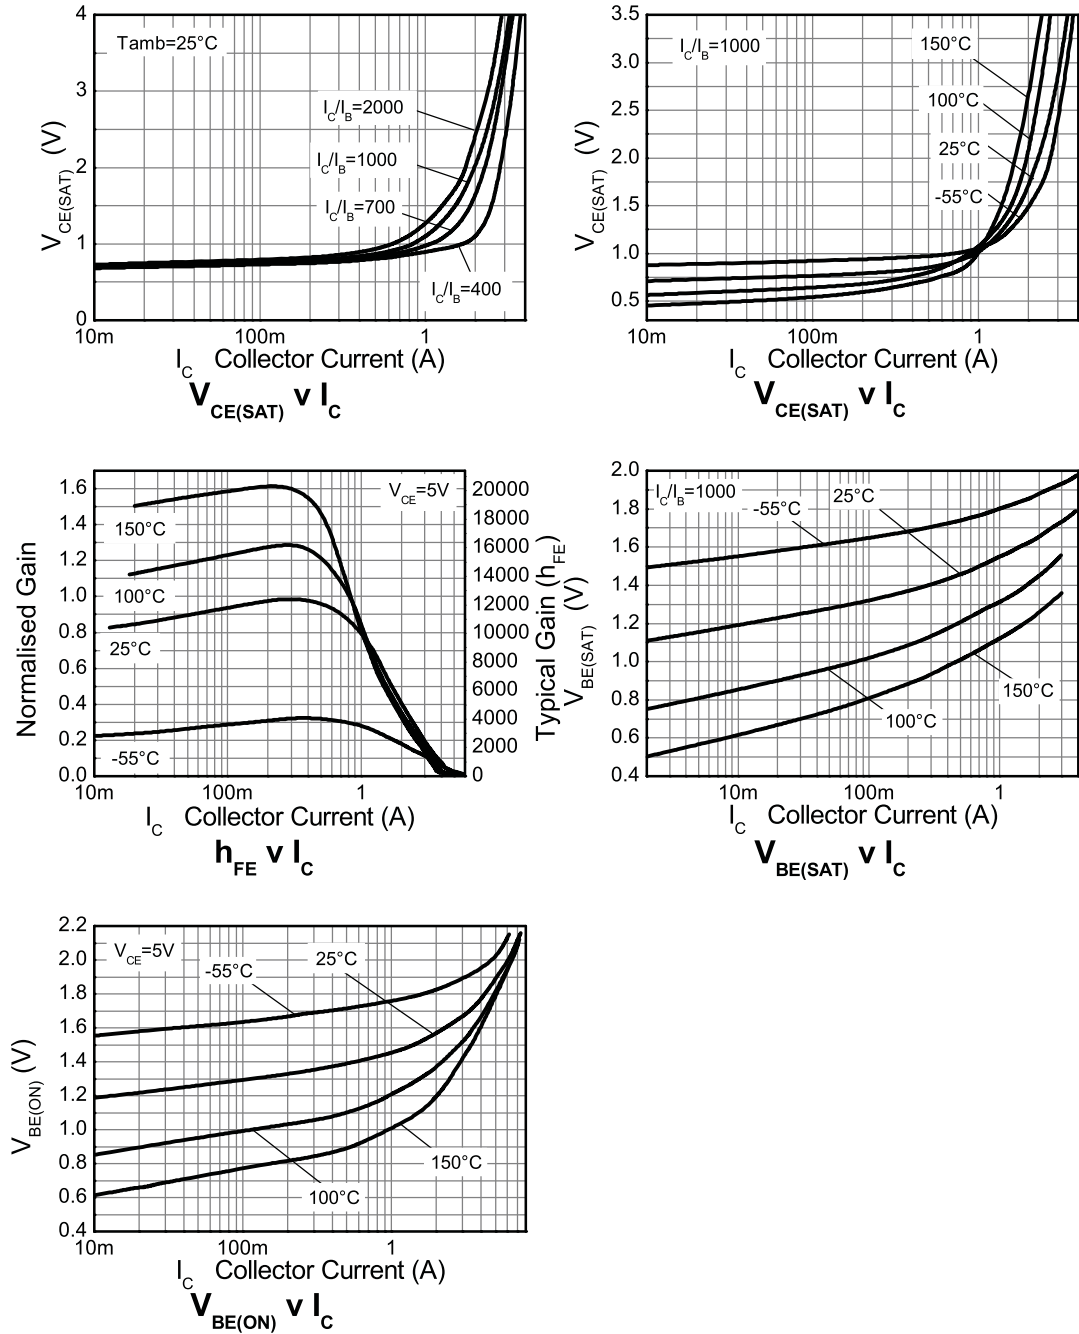 4
3
2
1
0
V_CE(SAT) (V)
Tamb=25°C
I_C/I_B=2000
I_C/I_B=1000
I_C/I_B=700
I_C/I_B=400
10m 100m 1
I_C Collector Current (A)
V_CE(SAT) v I_C
3.5
3.0
2.5
2.0
1.5
1.0
0.5
V_CE(SAT) (V)
I_C/I_B=1000
150°C
100°C
25°C
-55°C
10m 100m 1
I_C Collector Current (A)
V_CE(SAT) v I_C
1.6
1.4
1.2
1.0
0.8
0.6
0.4
0.2
0.0
Normalised Gain
V_CE=5V
150°C
100°C
25°C
-55°C
20000
18000
16000
14000
12000
10000
8000
6000
4000
2000
0
Typical Gain (h_FE)
10m 100m 1
I_C Collector Current (A)
h_FE v I_C
2.0
1.8
1.6
1.4
1.2
1.0
0.8
0.6
0.4
V_BE(SAT) (V)
I_C/I_B=1000
-55°C
25°C
150°C
100°C
10m 100m 1
I_C Collector Current (A)
V_BE(SAT) v I_C
2.2
2.0
1.8
1.6
1.4
1.2
1.0
0.8
0.6
0.4
V_BE(ON) (V)
V_CE=5V
-55°C
25°C
150°C
100°C
10m 100m 1
I_C Collector Current (A)
V_BE(ON) v I_C